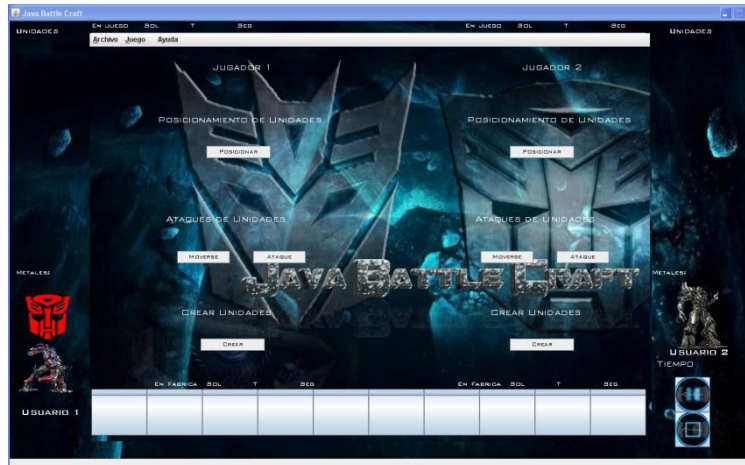 Java Battle Craft
En Juego Sol T Seg En Juego Sol T Seg
Unidades Unidades
Archivo Juego Ayuda
Jugador 1 Jugador 2
Posicionamiento de Unidades Posicionamiento de Unidades
Posicionar Posicionar
Ataques de Unidades Ataques de Unidades
Moverse Ataque Moverse Ataque
Metales: Metales:
Java Battle Craft
Crear Unidades Crear Unidades
Crear Crear
Usuario 2
Tiempo
En Fabrica Sol T Seg En Fabrica Sol T Seg
Usuario 1